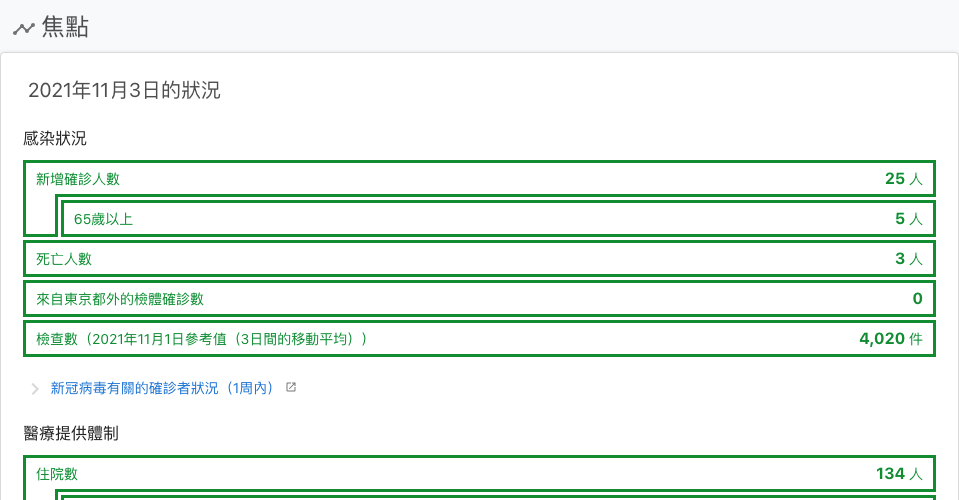 焦點
2021年11月3日的狀況
感染狀況
新增確診人數 25 人
65歲以上 5 人
死亡人數 3 人
來自東京都外的檢體確診數 0
檢查數（2021年11月1日參考值（3日間的移動平均）） 4,020 件
新冠病毒有關的確診者狀況（1周內）
醫療提供體制
住院數 134 人